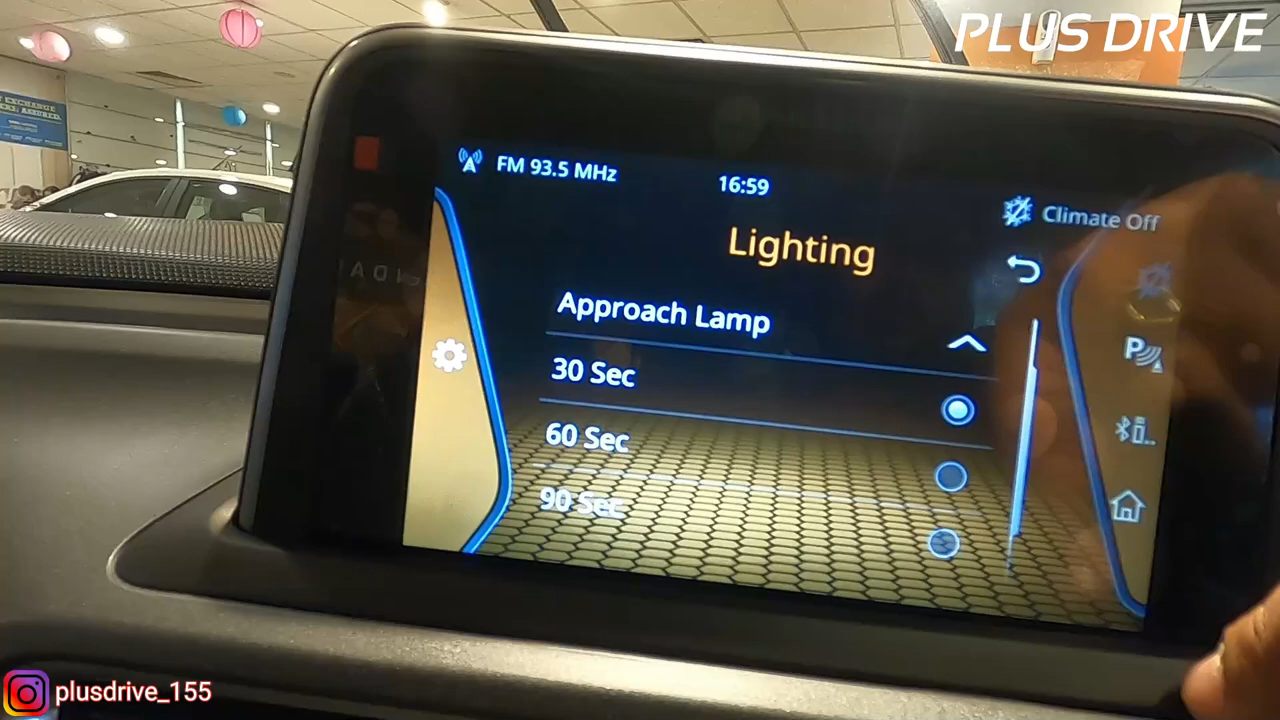 PLUS DRIVE
FM 93.5 MHz
16:59
Climate Off
Lighting
Approach Lamp
30 Sec
60 Sec
90 Sec
P
plusdrive_155